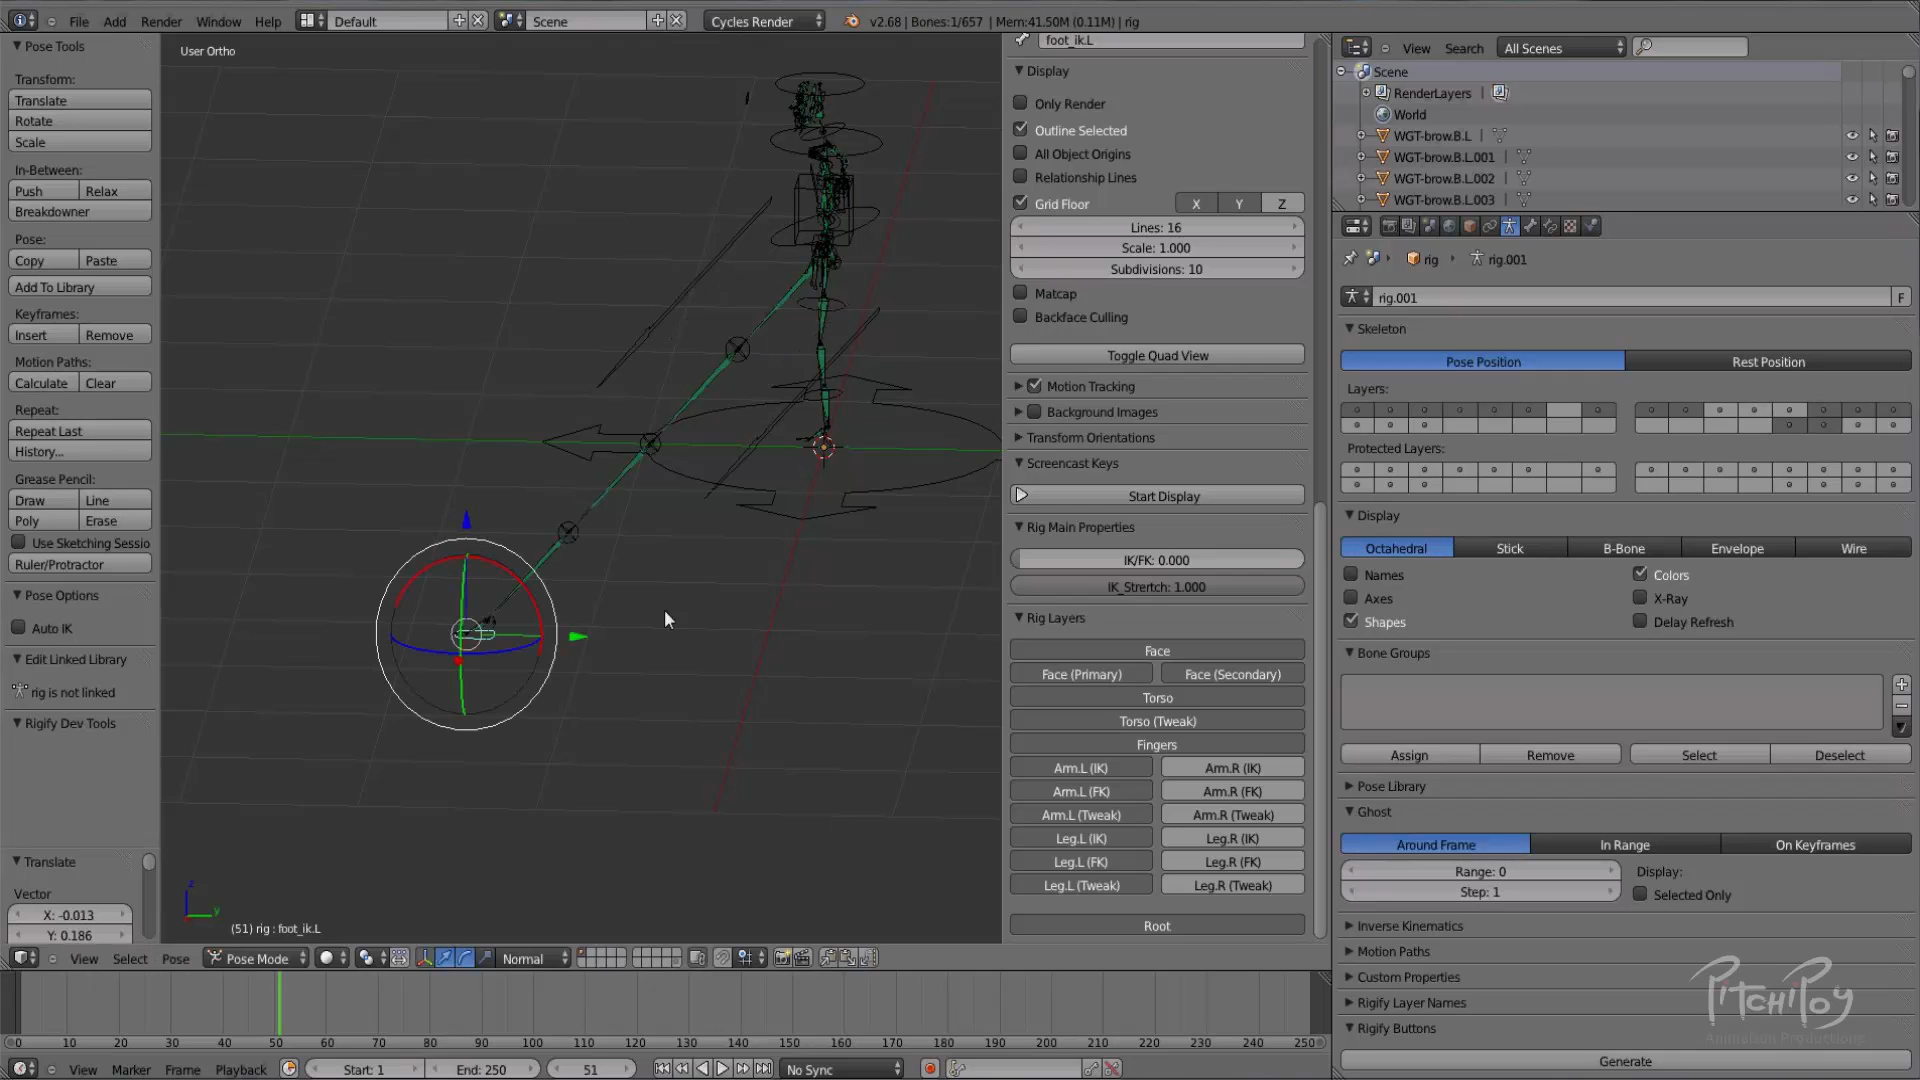 File Add Render Window Help Default Scene Cycles Render v2.68 | Bones:1/657 | Mem:41.50M (0.11M) | rig
Pose Tools
Transform:
Translate
Rotate
Scale
In-Between:
Push Relax
Breakdowner
Pose:
Copy Paste
Add To Library
Keyframes:
Insert Remove
Motion Paths:
Calculate Clear
Repeat:
Repeat Last
History...
Grease Pencil:
Draw Line
Poly Erase
Use Sketching Sessio
Ruler/Protractor
Pose Options
Auto IK
Edit Linked Library
rig is not linked
Rigify Dev Tools
Translate
Vector
X: -0.013
Y: 0.186
User Ortho
z
y
(51) rig : foot_ik.L
View Select Pose Pose Mode Normal
foot_ik.L
Display
Only Render
Outline Selected
All Object Origins
Relationship Lines
Grid Floor X Y Z
Lines: 16
Scale: 1.000
Subdivisions: 10
Matcap
Backface Culling
Toggle Quad View
Motion Tracking
Background Images
Transform Orientations
Screencast Keys
Start Display
Rig Main Properties
IK/FK: 0.000
IK_Strertch: 1.000
Rig Layers
Face
Face (Primary) Face (Secondary)
Torso
Torso (Tweak)
Fingers
Arm.L (IK) Arm.R (IK)
Arm.L (FK) Arm.R (FK)
Arm.L (Tweak) Arm.R (Tweak)
Leg.L (IK) Leg.R (IK)
Leg.L (FK) Leg.R (FK)
Leg.L (Tweak) Leg.R (Tweak)
Root
0 10 20 30 40 50 60 70 80 90 100 110 120 130 140 150 160 170 180 190 200 210 220 230 240 250
View Marker Frame Playback Start: 1 End: 250 51 No Sync
View Search All Scenes
Scene
RenderLayers |
World
WGT-brow.B.L |
WGT-brow.B.L.001 |
WGT-brow.B.L.002 |
WGT-brow.B.L.003 |
rig rig.001
rig.001 F
Skeleton
Pose Position Rest Position
Layers:
Protected Layers:
Display
Octahedral Stick B-Bone Envelope Wire
Names Colors
Axes X-Ray
Shapes Delay Refresh
Bone Groups
Assign Remove Select Deselect
Pose Library
Ghost
Around Frame In Range On Keyframes
Range: 0 Display:
Step: 1 Selected Only
Inverse Kinematics
Motion Paths
Custom Properties
Rigify Layer Names
Rigify Buttons
Generate
PitchiPoy
Animation Productions